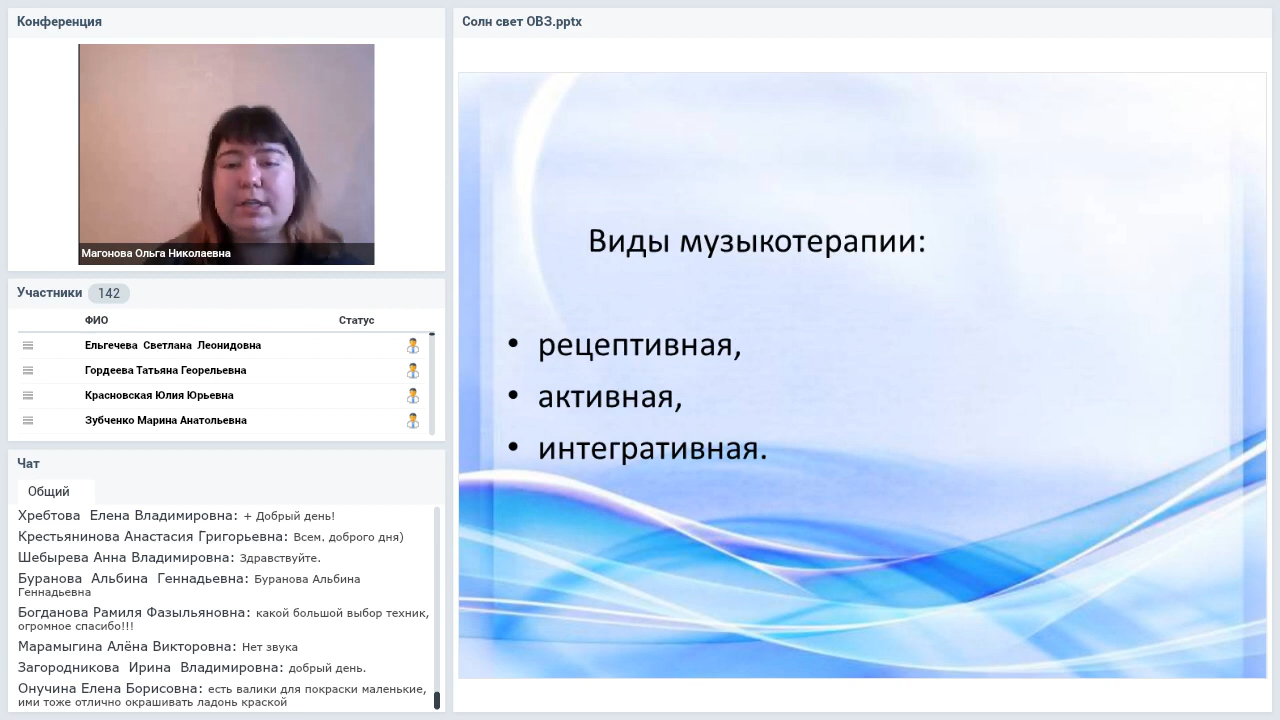 Конференция
Магонова Ольга Николаевна
Участники 142
ФИО Статус
Ельгечева Светлана Леонидовна
Гордеева Татьяна Георельевна
Красновская Юлия Юрьевна
Зубченко Марина Анатольевна
Чат
Общий
Хребтова Елена Владимировна: + Добрый день!
Крестьянинова Анастасия Григорьевна: Всем, доброго дня)
Шебырева Анна Владимировна: Здравствуйте.
Буранова Альбина Геннадьевна: Буранова Альбина
Геннадьевна
Богданова Рамиля Фазыльяновна: какой большой выбор техник,
огромное спасибо!!!
Марамыгина Алёна Викторовна: Нет звука
Загородникова Ирина Владимировна: добрый день.
Онучина Елена Борисовна: есть валики для покраски маленькие,
ими тоже отлично окрашивать ладонь краской
Солн свет ОВЗ.pptx
Виды музыкотерапии:
• рецептивная,
• активная,
• интегративная.